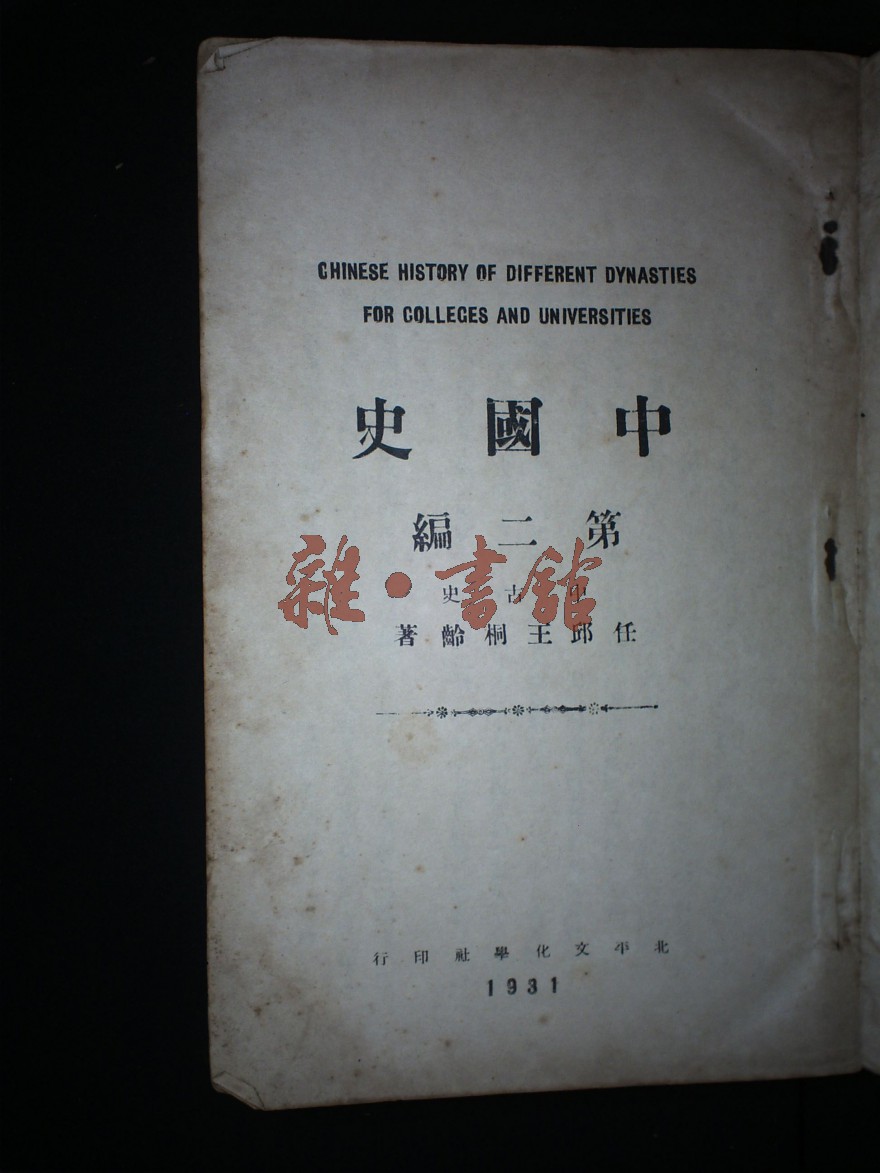 CHINESE HISTORY OF DIFFERENT DYNASTIES
FOR COLLEGES AND UNIVERSITIES
中國史
第二編
中古史
任邱王桐齡著
雜·書館
北平文化學社印行
1931